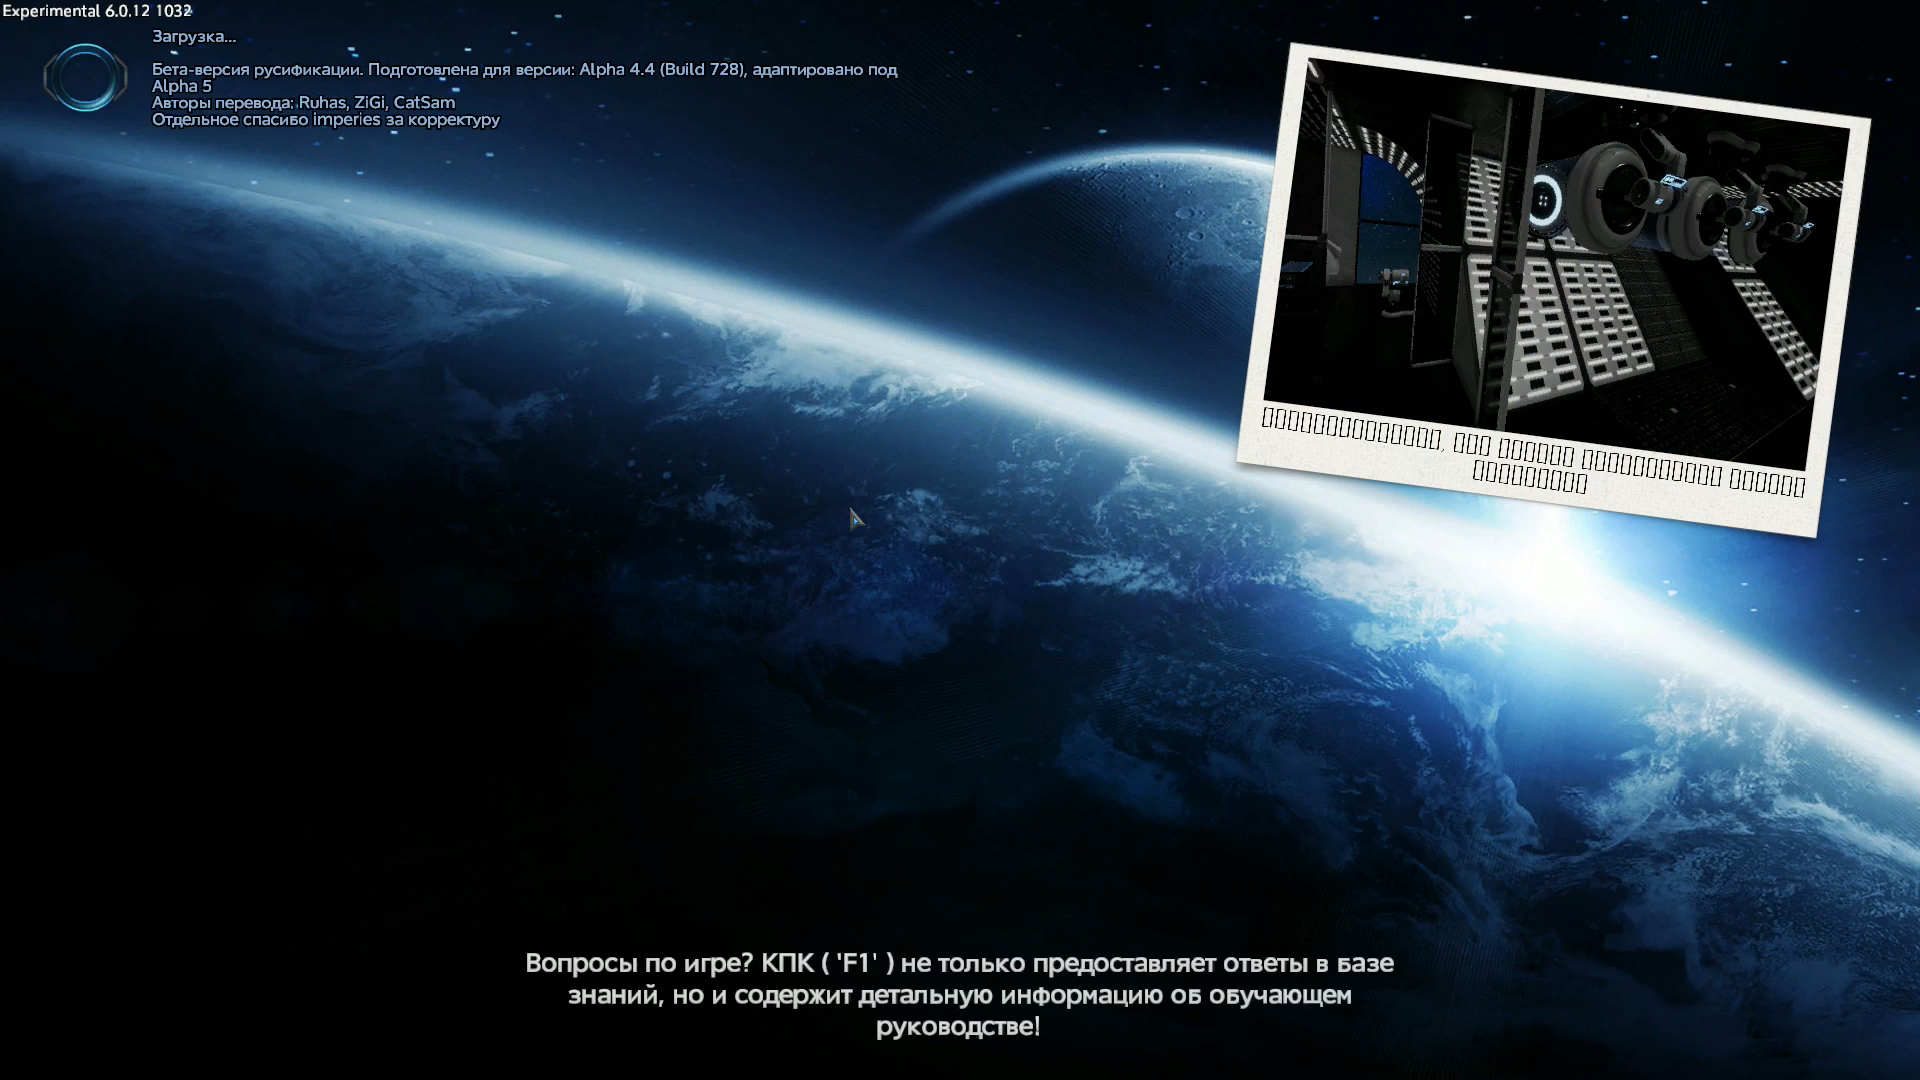 Experimental 6.0.12 1032
Загрузка...
Бета-версия русификации. Подготовлена для версии: Alpha 4.4 (Build 728), адаптировано под
Alpha 5
Авторы перевода: Ruhas, ZiGi, CatSam
Отдельное спасибо imperies за корректуру
Вопросы по игре? КПК ( 'F1' ) не только предоставляет ответы в базе
знаний, но и содержит детальную информацию об обучающем
руководстве!